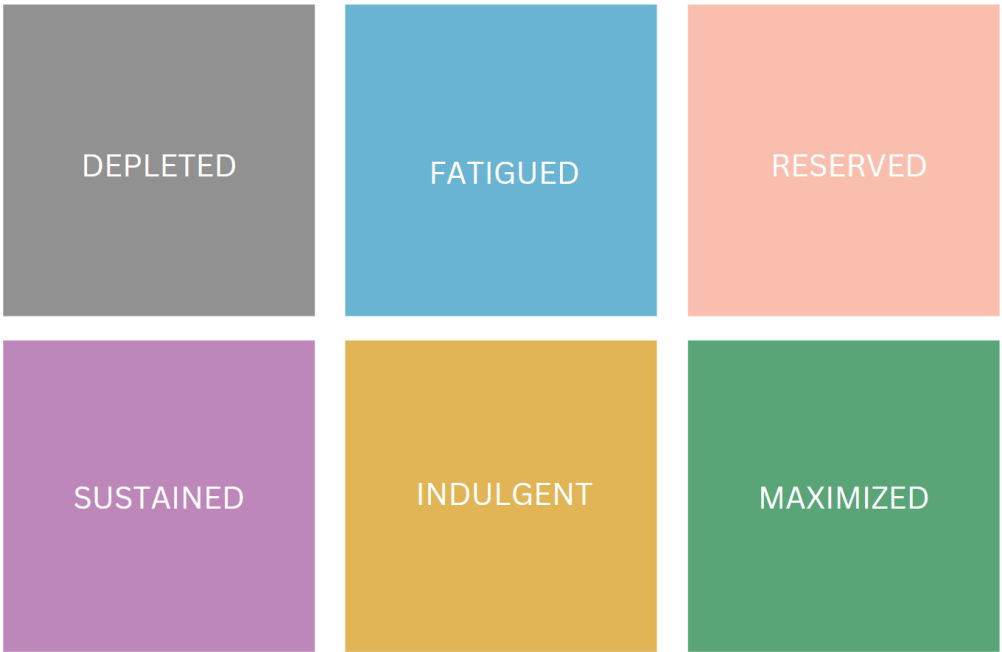 DEPLETED
FATIGUED
RESERVED
SUSTAINED
INDULGENT
MAXIMIZED